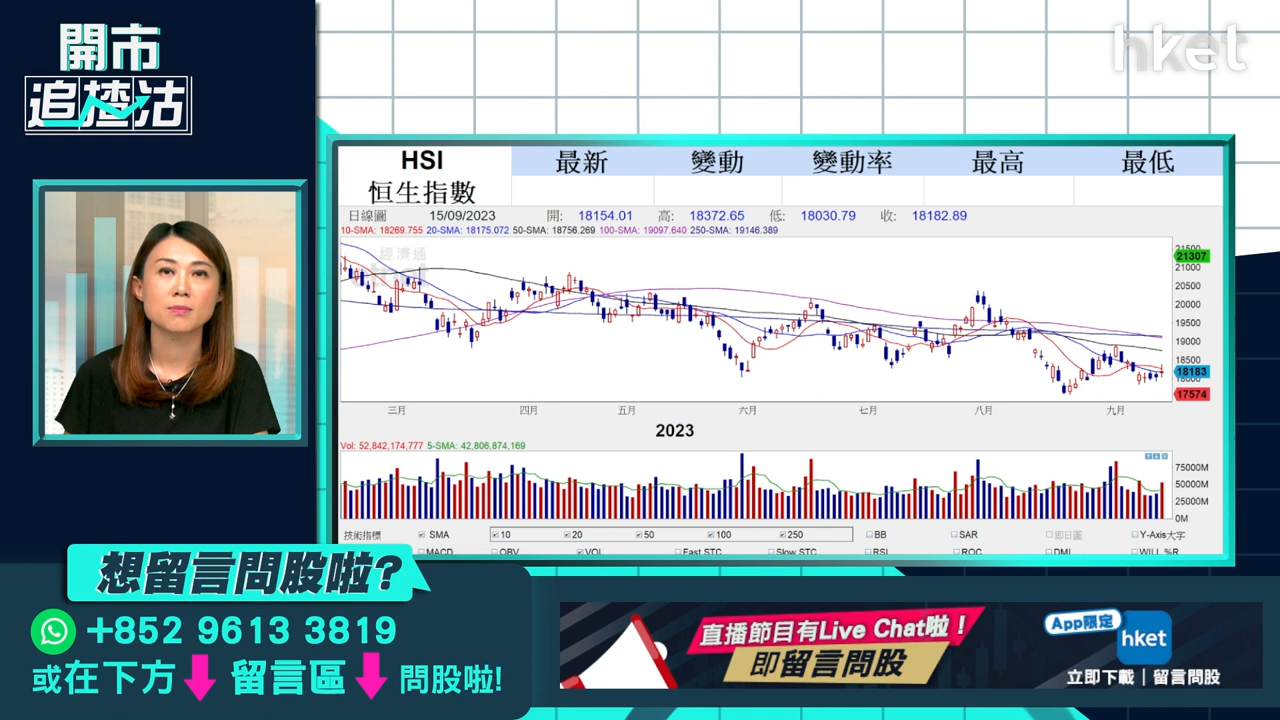 開市
追揸沽
hket
HSI
恒生指數
最新 變動 變動率 最高 最低
日線圖 15/09/2023 開: 18154.01 高: 18372.65 低: 18030.79 收: 18182.89
10-SMA: 18269.755 20-SMA: 18175.072 50-SMA: 18756.269 100-SMA: 19097.640 250-SMA: 19146.389
經濟通
21500
21307
21000
20500
20000
19500
19000
18500
18183
18000
17574
三月 四月 五月 六月 七月 八月 九月
2023
Vol: 52,842,174,777 5-SMA: 42,806,874,169
75000M
50000M
25000M
0M
技術指標 SMA 10 20 50 100 250 BB SAR 即日圖 Y-Axis大字
MACD OBV VOL Fast STC Slow STC RSI ROC DMI WILL %R
想留言問股啦?
+852 9613 3819
或在下方 留言區 問股啦!
直播節目有Live Chat啦!
即留言問股
App限定
hket
立即下載|留言問股